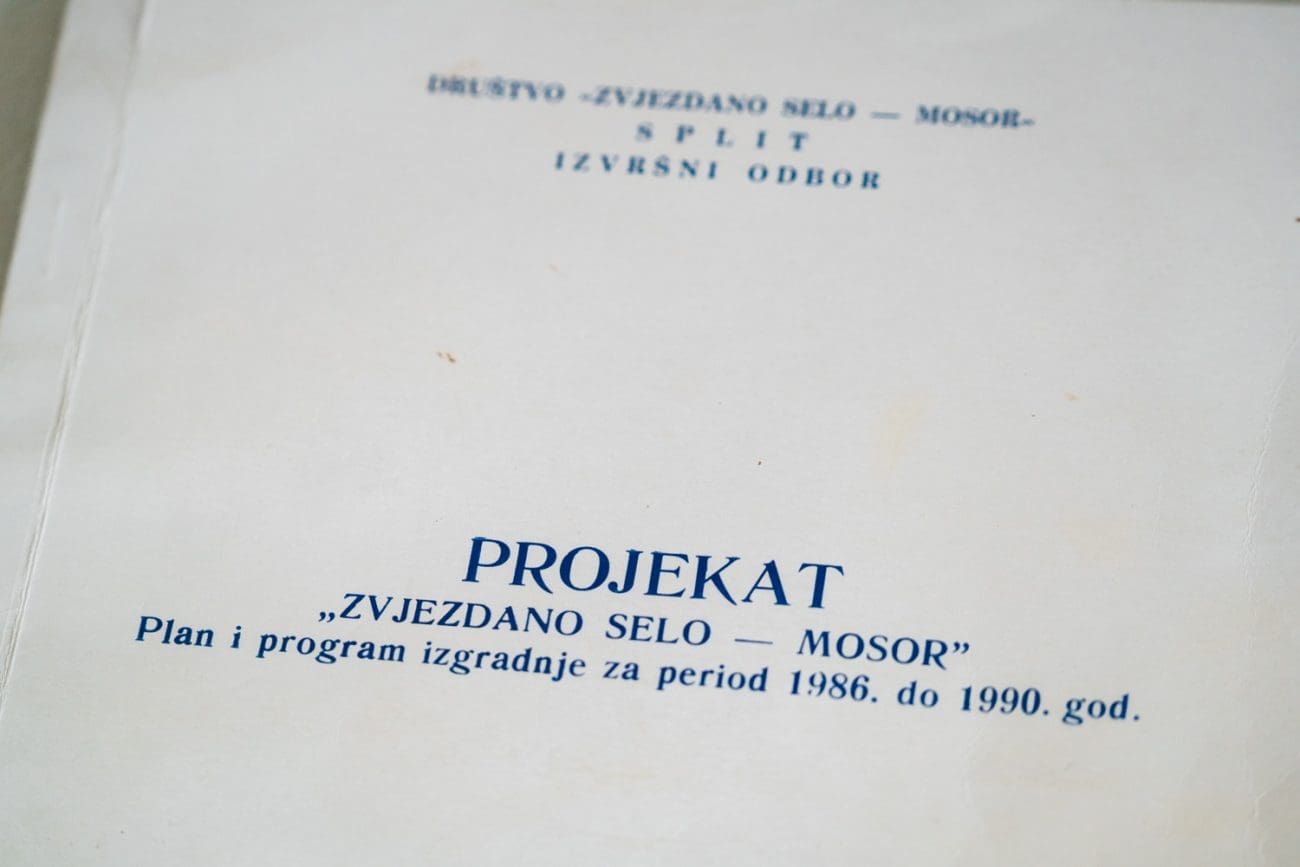 DRUŠTVO »ZVJEZDANO SELO — MOSOR«
SPLIT
IZVRŠNI ODBOR
PROJEKAT
„ZVJEZDANO SELO — MOSOR”
Plan i program izgradnje za period 1986. do 1990. god.